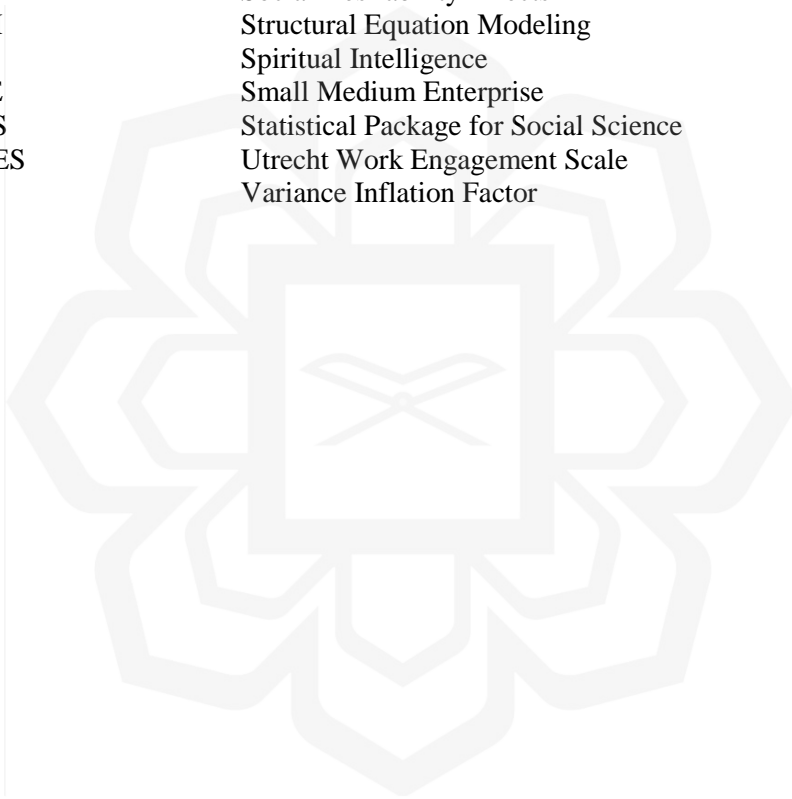 Structural Equation Modeling
Spiritual Intelligence
Small Medium Enterprise
S Statistical Package for Social Science
ES Utrecht Work Engagement Scale
Variance Inflation Factor